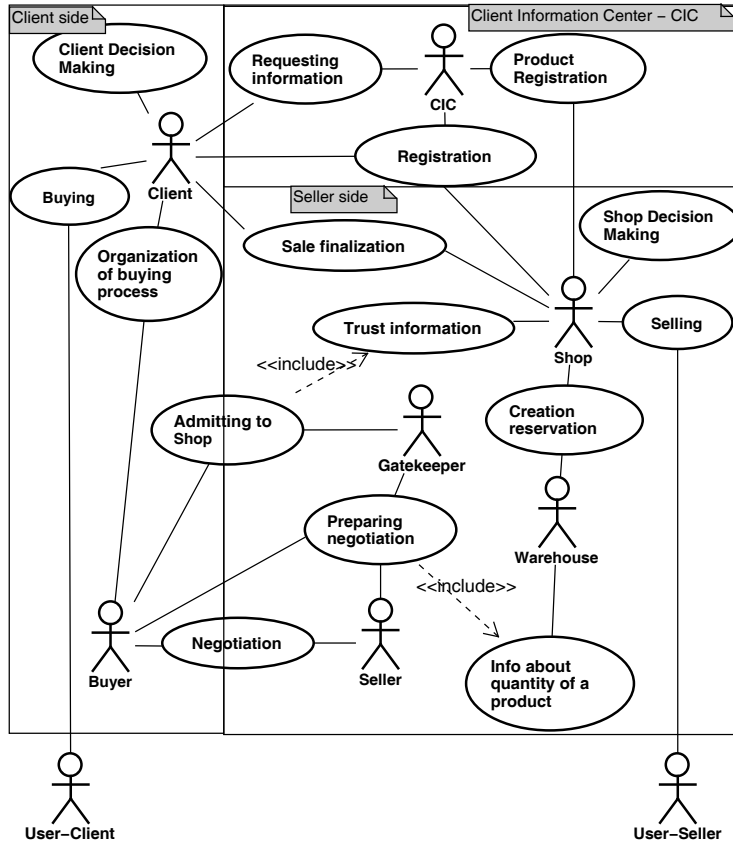 Client side
Client Information Center – CIC
Client Decision
Making
Requesting
information
CIC
Product
Registration
Client
Registration
Buying
Seller side
Shop Decision
Making
Organization
of buying
process
Sale finalization
Trust information
Shop
Selling
<<include>>
Admitting to
Shop
Gatekeeper
Creation
reservation
Preparing
negotiation
Warehouse
<<include>>
Buyer
Negotiation
Seller
Info about
quantity of a
product
User–Client
User–Seller